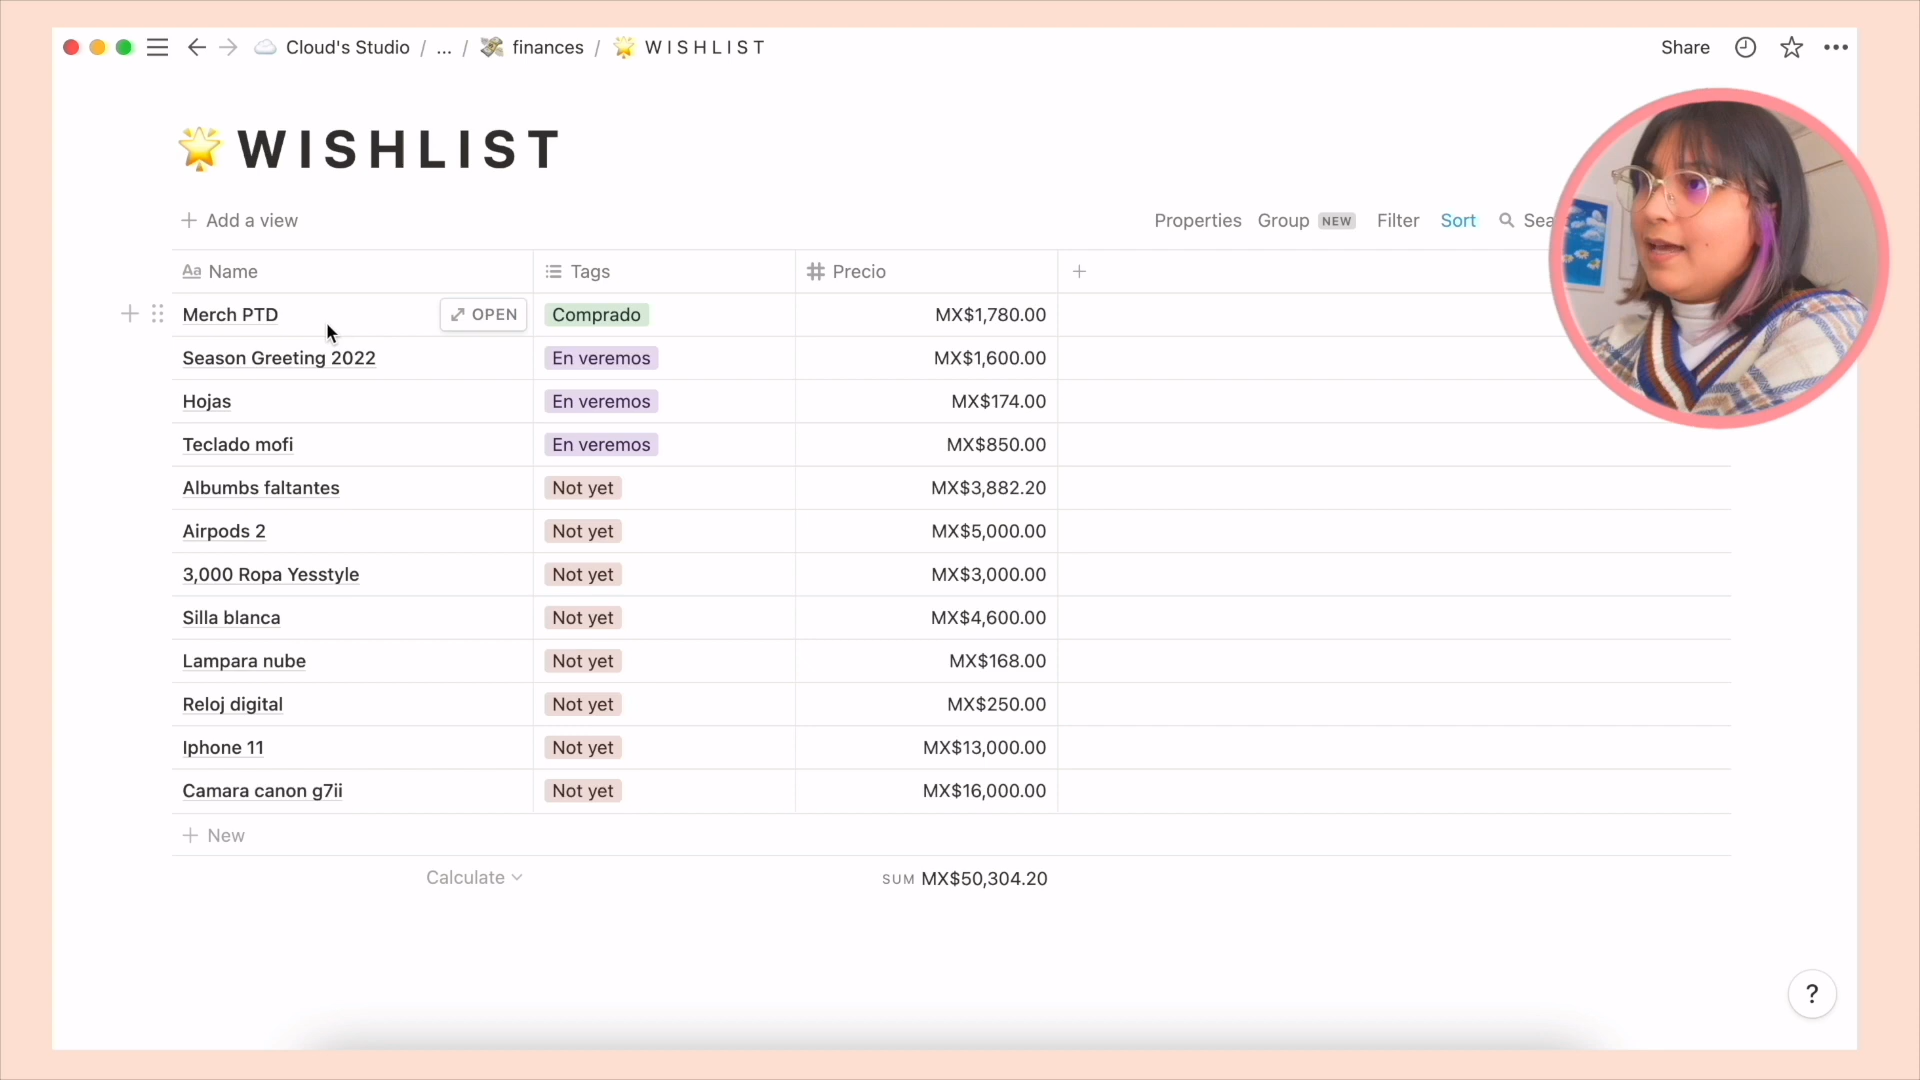 Cloud's Studio / ... / finances / W I S H L I S T
Share
W I S H L I S T
Add a view
Properties Group NEW Filter Sort Sea
Aa Name Tags # Precio
Merch PTD OPEN Comprado MX$1,780.00
Season Greeting 2022 En veremos MX$1,600.00
Hojas En veremos MX$174.00
Teclado mofi En veremos MX$850.00
Albumbs faltantes Not yet MX$3,882.20
Airpods 2 Not yet MX$5,000.00
3,000 Ropa Yesstyle Not yet MX$3,000.00
Silla blanca Not yet MX$4,600.00
Lampara nube Not yet MX$168.00
Reloj digital Not yet MX$250.00
Iphone 11 Not yet MX$13,000.00
Camara canon g7ii Not yet MX$16,000.00
+ New
Calculate SUM MX$50,304.20
?